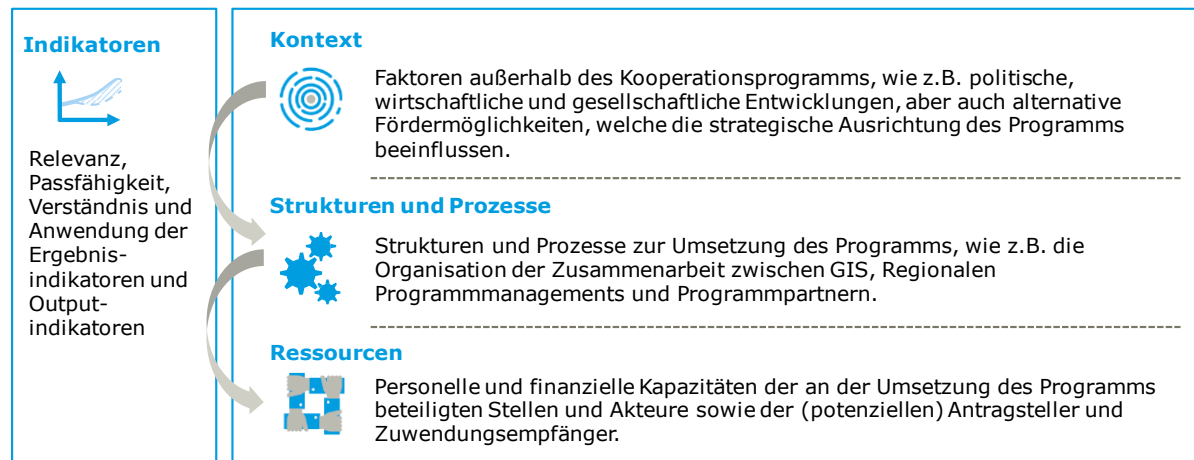 Indikatoren
Relevanz,
Passfähigkeit,
Verständnis und
Anwendung der
Ergebnis-
indikatoren und
Output-
indikatoren
Kontext
Faktoren außerhalb des Kooperationsprogramms, wie z.B. politische,
wirtschaftliche und gesellschaftliche Entwicklungen, aber auch alternative
Fördermöglichkeiten, welche die strategische Ausrichtung des Programms
beeinflussen.
Strukturen und Prozesse
Strukturen und Prozesse zur Umsetzung des Programms, wie z.B. die
Organisation der Zusammenarbeit zwischen GIS, Regionalen
Programmmanagements und Programmpartnern.
Ressourcen
Personelle und finanzielle Kapazitäten der an der Umsetzung des Programms
beteiligten Stellen und Akteure sowie der (potenziellen) Antragsteller und
Zuwendungsempfänger.